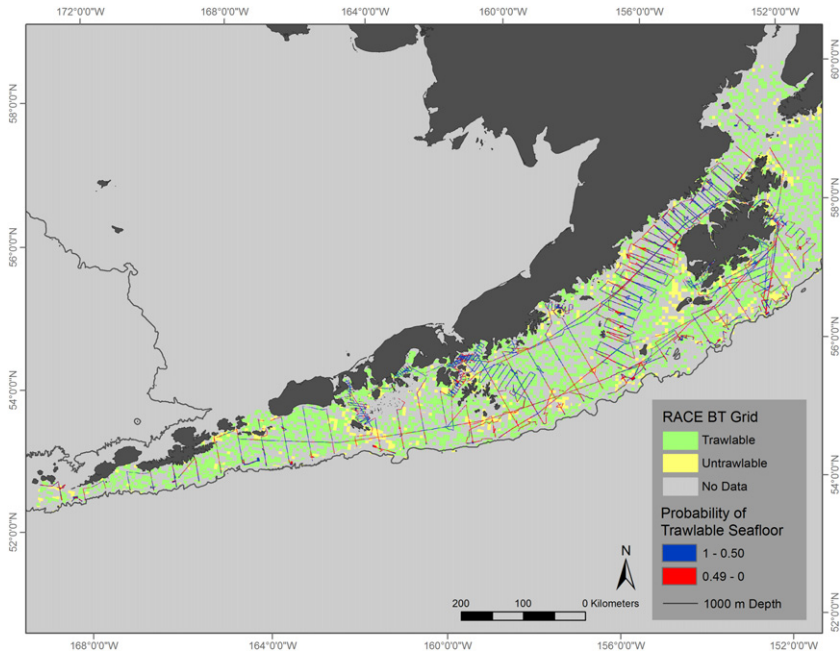 172°0'0"W 168°0'0"W 164°0'0"W 160°0'0"W 156°0'0"W 152°0'0"W
60°0'0"N
58°0'0"N
58°0'0"N
56°0'0"N
56°0'0"N
54°0'0"N
54°0'0"N
52°0'0"N
52°0'0"N
RACE BT Grid
Trawlable
Untrawlable
No Data
Probability of
Trawlable Seafloor
1 - 0.50
0.49 - 0
1000 m Depth
N
200 100 0 Kilometers
168°0'0"W 164°0'0"W 160°0'0"W 156°0'0"W 152°0'0"W